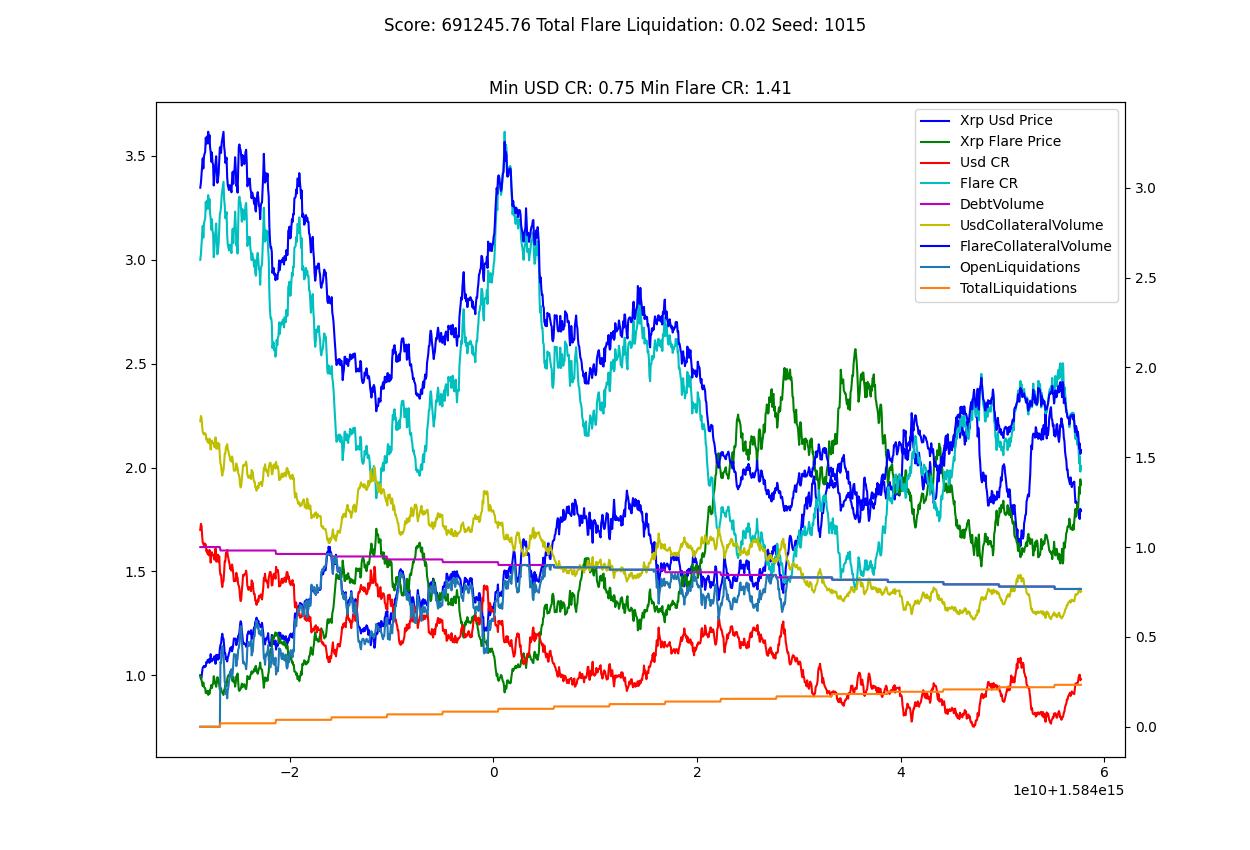 Score: 691245.76 Total Flare Liquidation: 0.02 Seed: 1015
Min USD CR: 0.75 Min Flare CR: 1.41
Xrp Usd Price
Xrp Flare Price
Usd CR
Flare CR
DebtVolume
UsdCollateralVolume
FlareCollateralVolume
OpenLiquidations
TotalLiquidations
3.5
3.0
2.5
2.0
1.5
1.0
3.0
2.5
2.0
1.5
1.0
0.5
0.0
−2
0
2
4
6
1e10+1.584e15